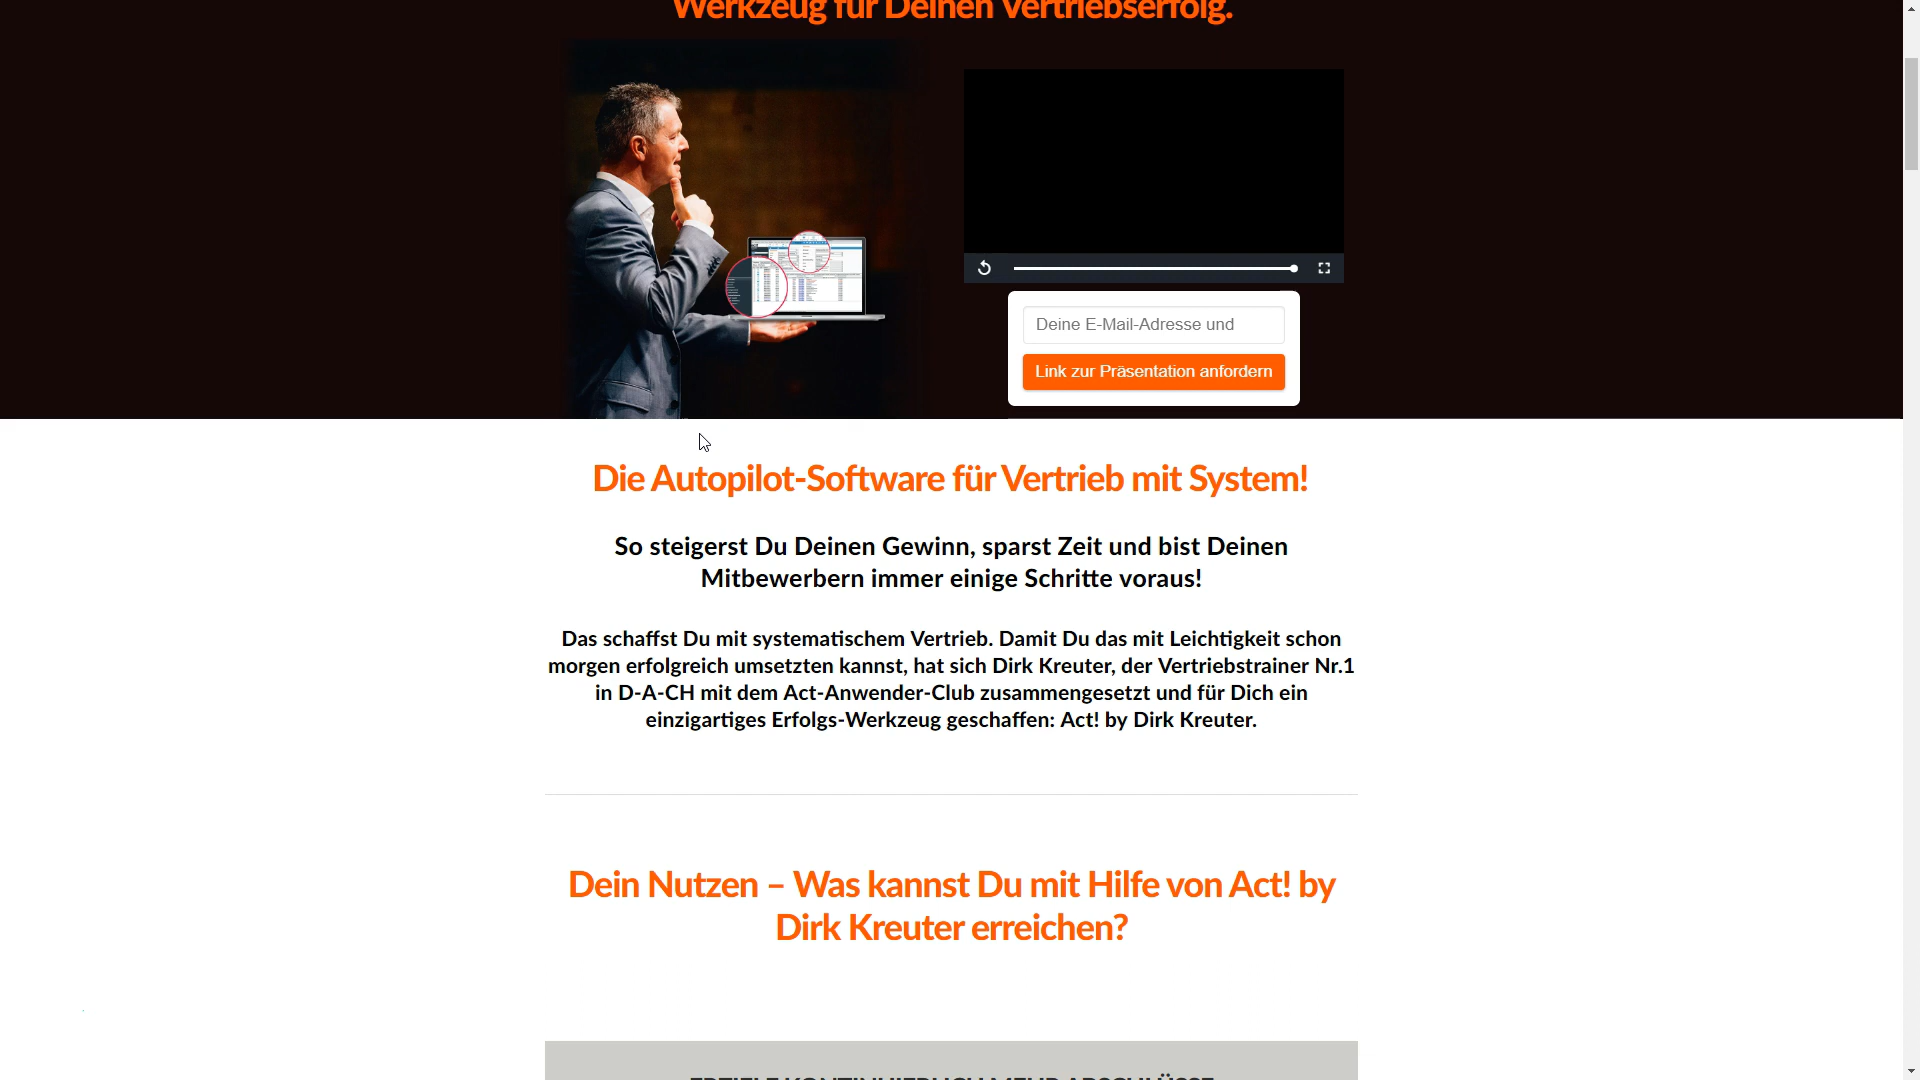 Werkzeug für Deinen Vertriebserfolg.
Deine E-Mail-Adresse und
Link zur Präsentation anfordern
Die Autopilot-Software für Vertrieb mit System!
So steigerst Du Deinen Gewinn, sparst Zeit und bist Deinen
Mitbewerbern immer einige Schritte voraus!
Das schaffst Du mit systematischem Vertrieb. Damit Du das mit Leichtigkeit schon
morgen erfolgreich umsetzten kannst, hat sich Dirk Kreuter, der Vertriebstrainer Nr.1
in D-A-CH mit dem Act-Anwender-Club zusammengesetzt und für Dich ein
einzigartiges Erfolgs-Werkzeug geschaffen: Act! by Dirk Kreuter.
Dein Nutzen – Was kannst Du mit Hilfe von Act! by
Dirk Kreuter erreichen?
ERZIELE KONTINUIERLICH MEHR ABSCHLÜSSE